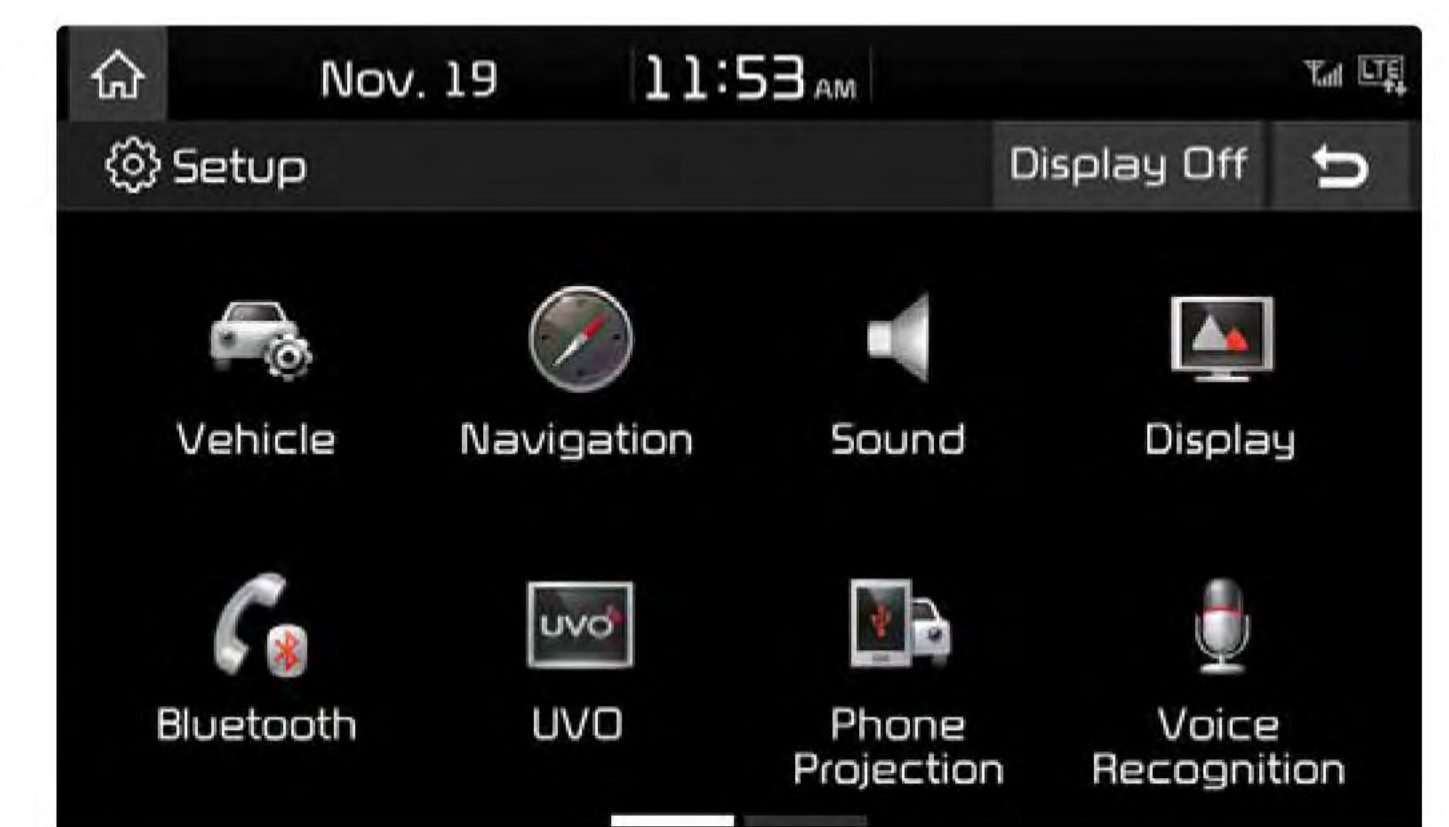 Nov. 19 11:53 AM LTE
Setup Display Off
Vehicle Navigation Sound Display
UVO
Bluetooth UVO Phone Projection Voice Recognition